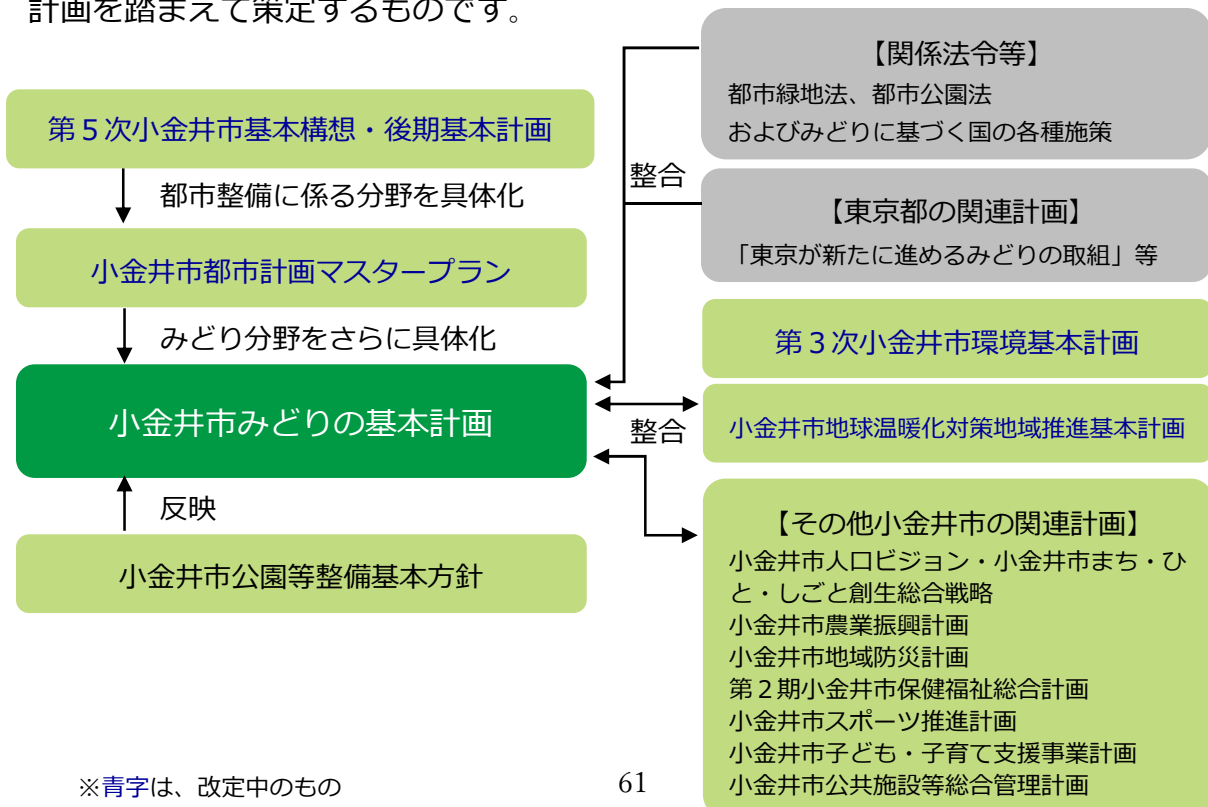 計画を踏まえて策定するものです。
第５次小金井市基本構想・後期基本計画
都市整備に係る分野を具体化
小金井市都市計画マスタープラン
みどり分野をさらに具体化
小金井市みどりの基本計画
反映
小金井市公園等整備基本方針
【関係法令等】
都市緑地法、都市公園法
およびみどりに基づく国の各種施策
整合
【東京都の関連計画】
「東京が新たに進めるみどりの取組」等
第３次小金井市環境基本計画
整合
小金井市地球温暖化対策地域推進基本計画
【その他小金井市の関連計画】
小金井市人口ビジョン・小金井市まち・ひ
と・しごと創生総合戦略
小金井市農業振興計画
小金井市地域防災計画
第２期小金井市保健福祉総合計画
小金井市スポーツ推進計画
小金井市子ども・子育て支援事業計画
小金井市公共施設等総合管理計画
※青字は、改定中のもの
61